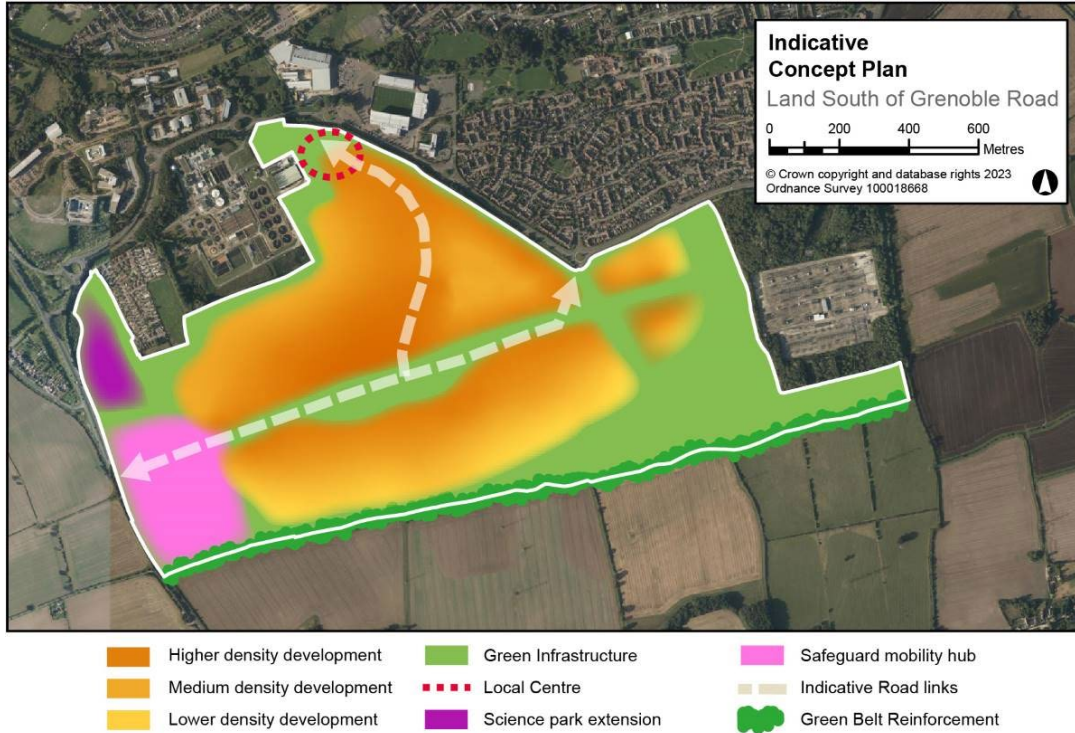 Indicative
Concept Plan
Land South of Grenoble Road
0 200 400 600
Metres
© Crown copyright and database rights 2023
Ordnance Survey 100018668
Higher density development
Medium density development
Lower density development
Green Infrastructure
Local Centre
Science park extension
Safeguard mobility hub
Indicative Road links
Green Belt Reinforcement